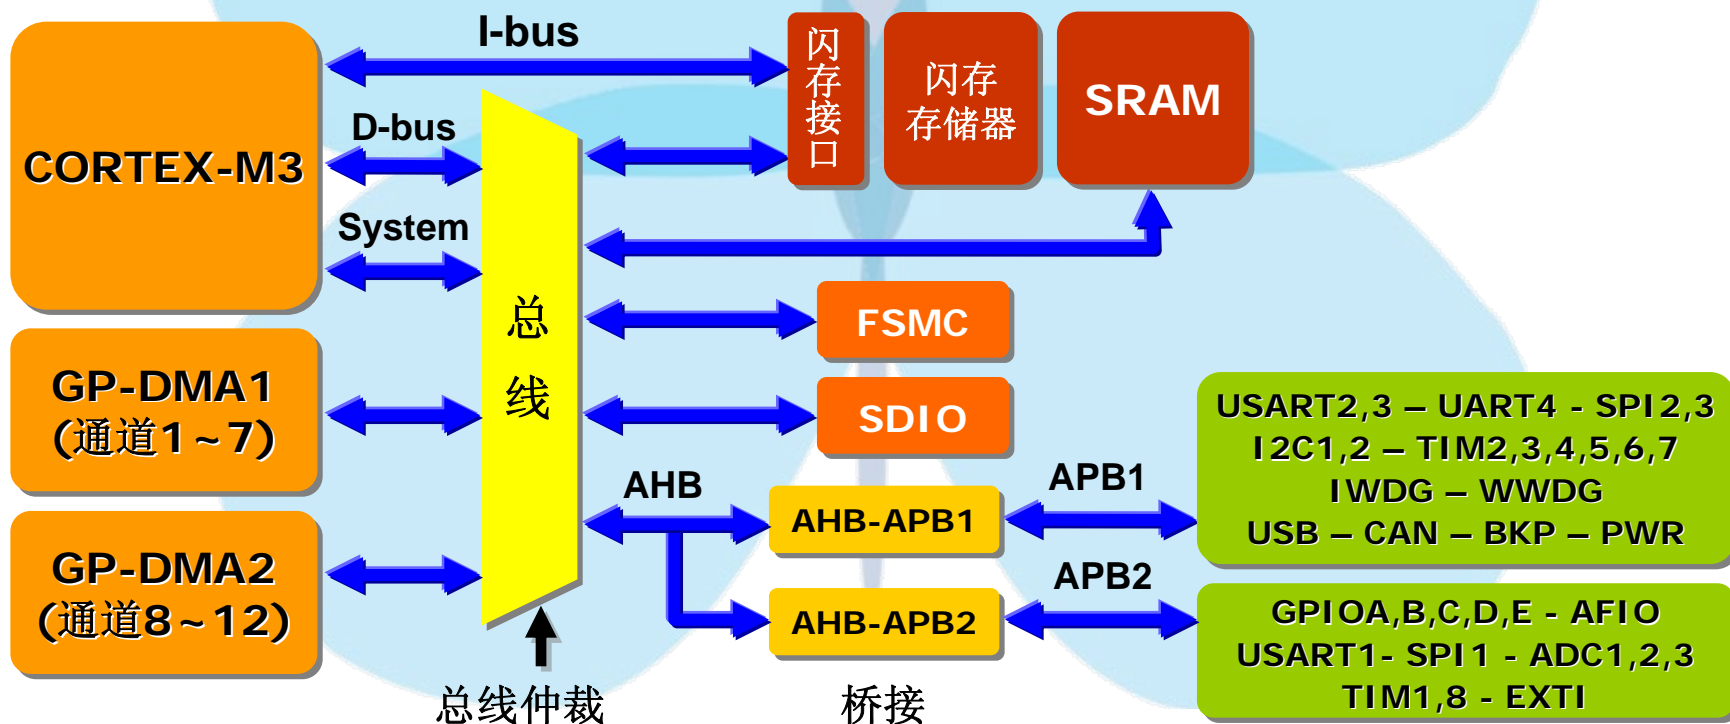 I-bus
闪存接口
闪存
存储器
SRAM
CORTEX-M3
D-bus
System
总线
FSMC
GP-DMA1
(通道1~7)
SDIO
USART2,3 – UART4 - SPI2,3
I2C1,2 – TIM2,3,4,5,6,7
IWDG – WWDG
USB – CAN – BKP – PWR
AHB
AHB-APB1
APB1
GP-DMA2
(通道8~12)
AHB-APB2
APB2
GPIOA,B,C,D,E - AFIO
USART1- SPI1 - ADC1,2,3
TIM1,8 - EXTI
总线仲裁
桥接